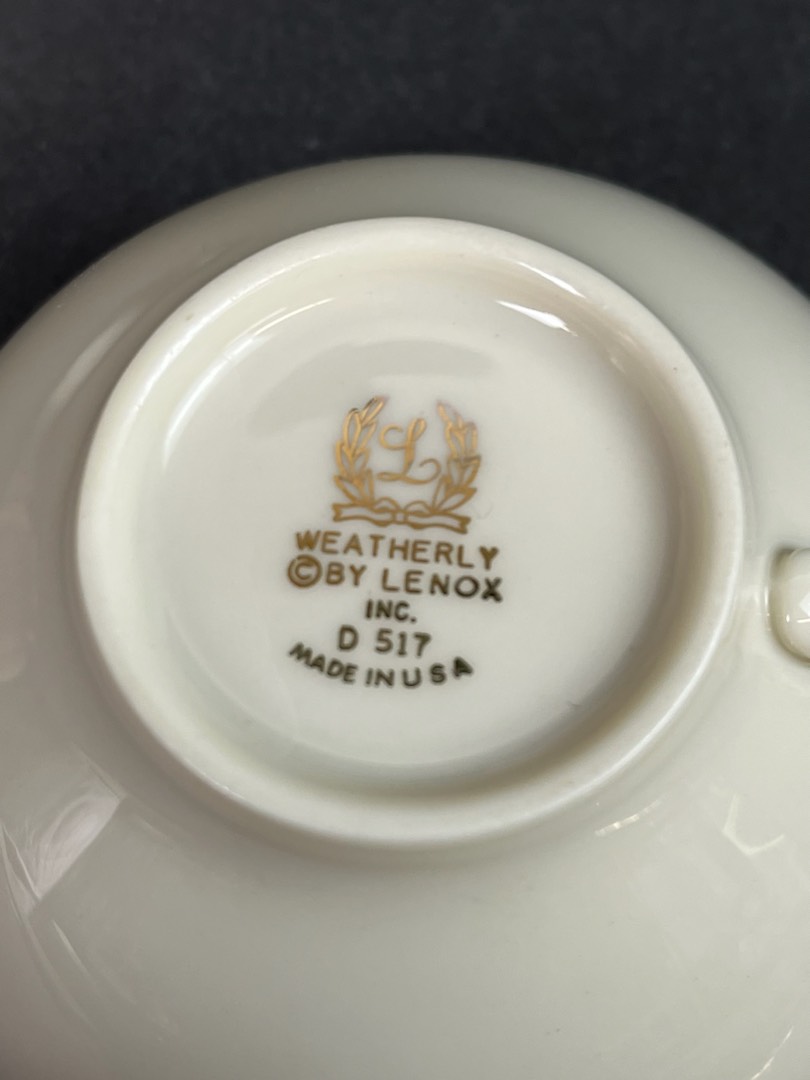 L
WEATHERLY
©BY LENOX
INC.
D 517
MADE IN USA